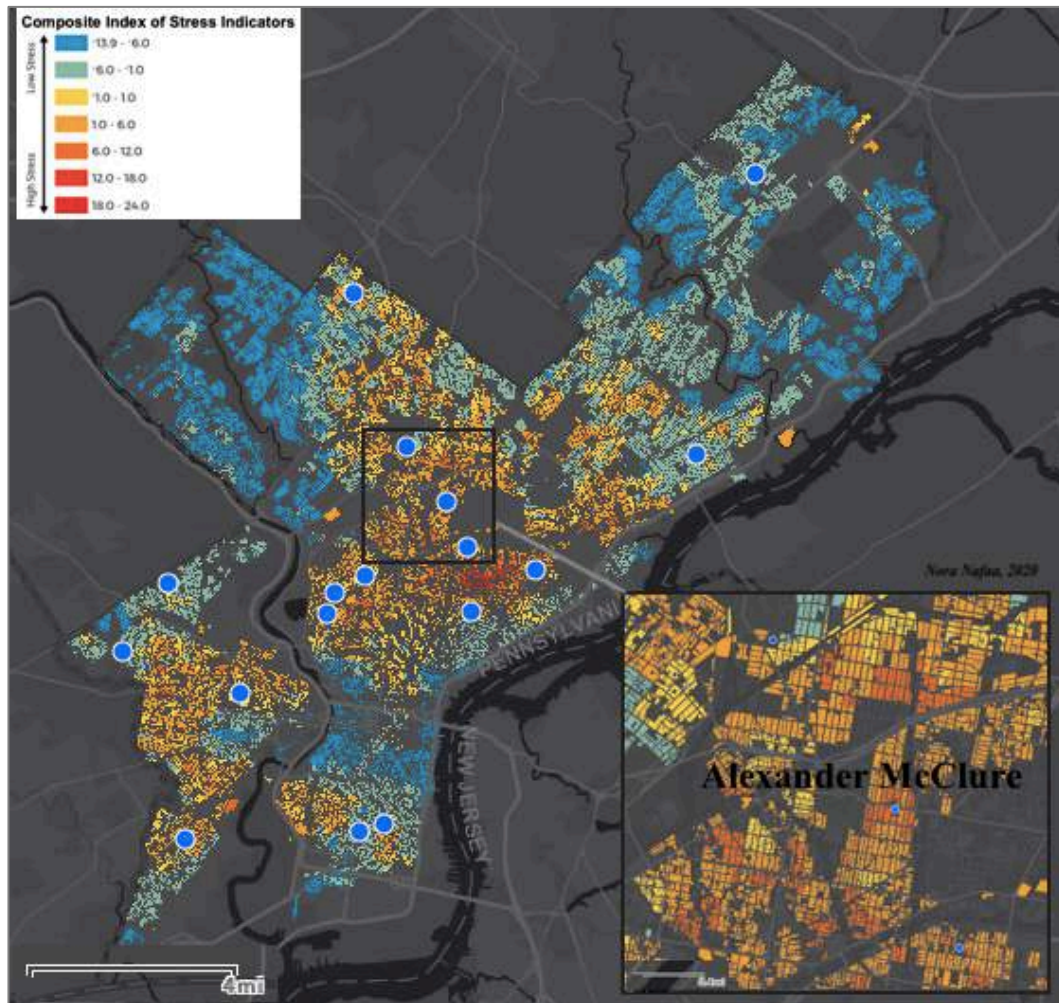 Composite Index of Stress Indicators
Low Stress
High Stress
-13.9 - -6.0
-6.0 - -1.0
-1.0 - 1.0
1.0 - 6.0
6.0 - 12.0
12.0 - 18.0
18.0 - 24.0
Nora Nafaa, 2020
PENNSYLVANI
NEW JERSEY
Alexander McClure
4mi